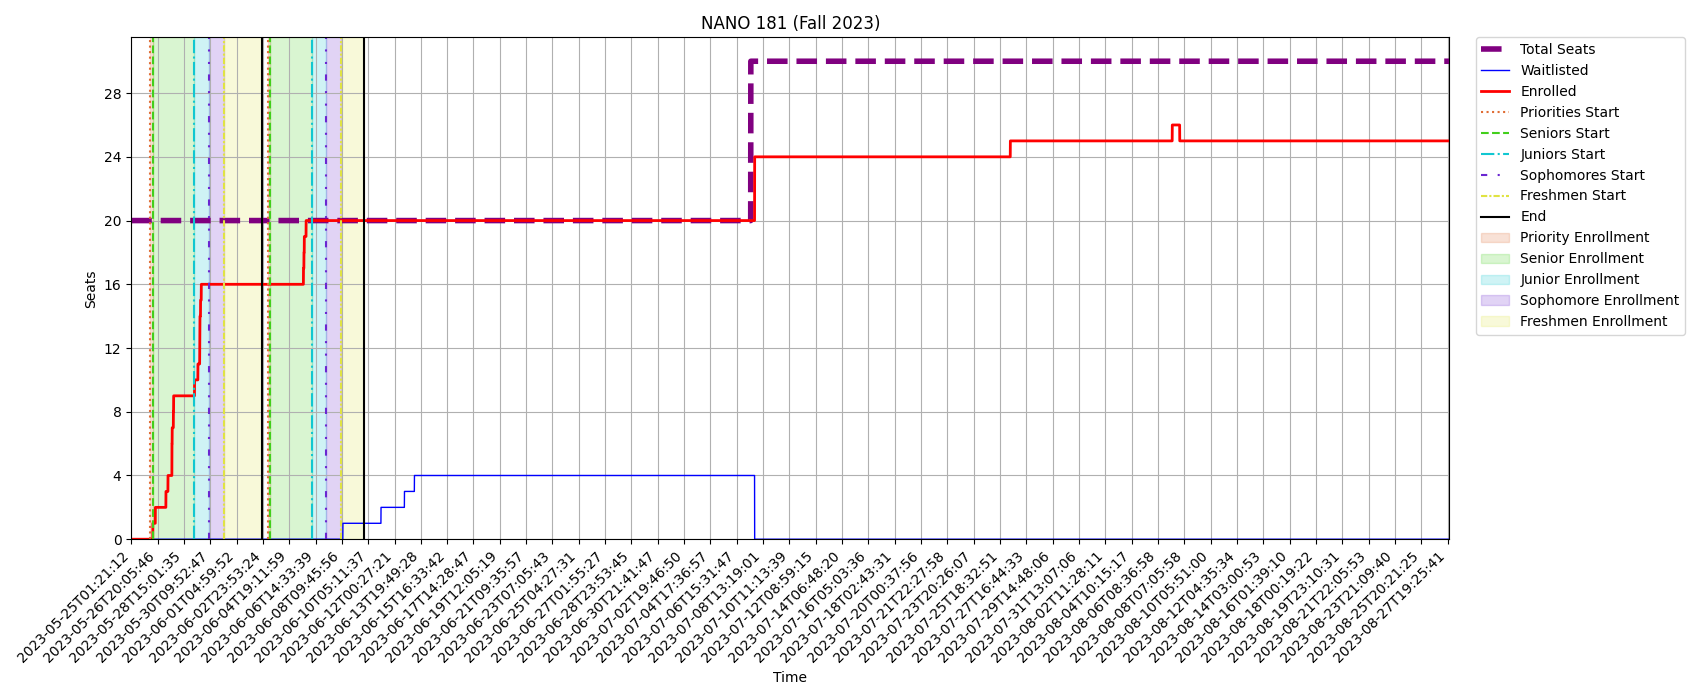 NANO 181 (Fall 2023)
Seats
28
24
20
16
12
8
4
0
2023-05-25T01:21:12
2023-05-26T20:05:46
2023-05-28T15:01:35
2023-05-30T09:52:47
2023-06-01T04:59:52
2023-06-02T23:53:24
2023-06-04T19:11:59
2023-06-06T14:33:39
2023-06-08T09:45:56
2023-06-10T05:11:37
2023-06-12T00:27:21
2023-06-13T19:49:28
2023-06-15T16:33:42
2023-06-17T14:28:47
2023-06-19T12:05:19
2023-06-21T09:35:57
2023-06-23T07:05:43
2023-06-25T04:27:31
2023-06-27T01:55:27
2023-06-28T23:53:45
2023-06-30T21:41:47
2023-07-02T19:46:50
2023-07-04T17:36:57
2023-07-06T15:31:47
2023-07-08T13:19:01
2023-07-10T11:13:39
2023-07-12T08:59:15
2023-07-14T06:48:20
2023-07-16T05:03:36
2023-07-18T02:43:31
2023-07-20T00:37:56
2023-07-21T22:27:58
2023-07-23T20:26:07
2023-07-25T18:32:51
2023-07-27T16:44:33
2023-07-29T14:48:06
2023-07-31T13:07:06
2023-08-02T11:28:11
2023-08-04T10:15:17
2023-08-06T08:36:58
2023-08-08T07:05:58
2023-08-10T05:51:00
2023-08-12T04:35:34
2023-08-14T03:00:53
2023-08-16T01:39:10
2023-08-18T00:19:22
2023-08-19T23:10:31
2023-08-21T22:05:53
2023-08-23T21:09:40
2023-08-25T20:21:25
2023-08-27T19:25:41
Time
Total Seats
Waitlisted
Enrolled
Priorities Start
Seniors Start
Juniors Start
Sophomores Start
Freshmen Start
End
Priority Enrollment
Senior Enrollment
Junior Enrollment
Sophomore Enrollment
Freshmen Enrollment